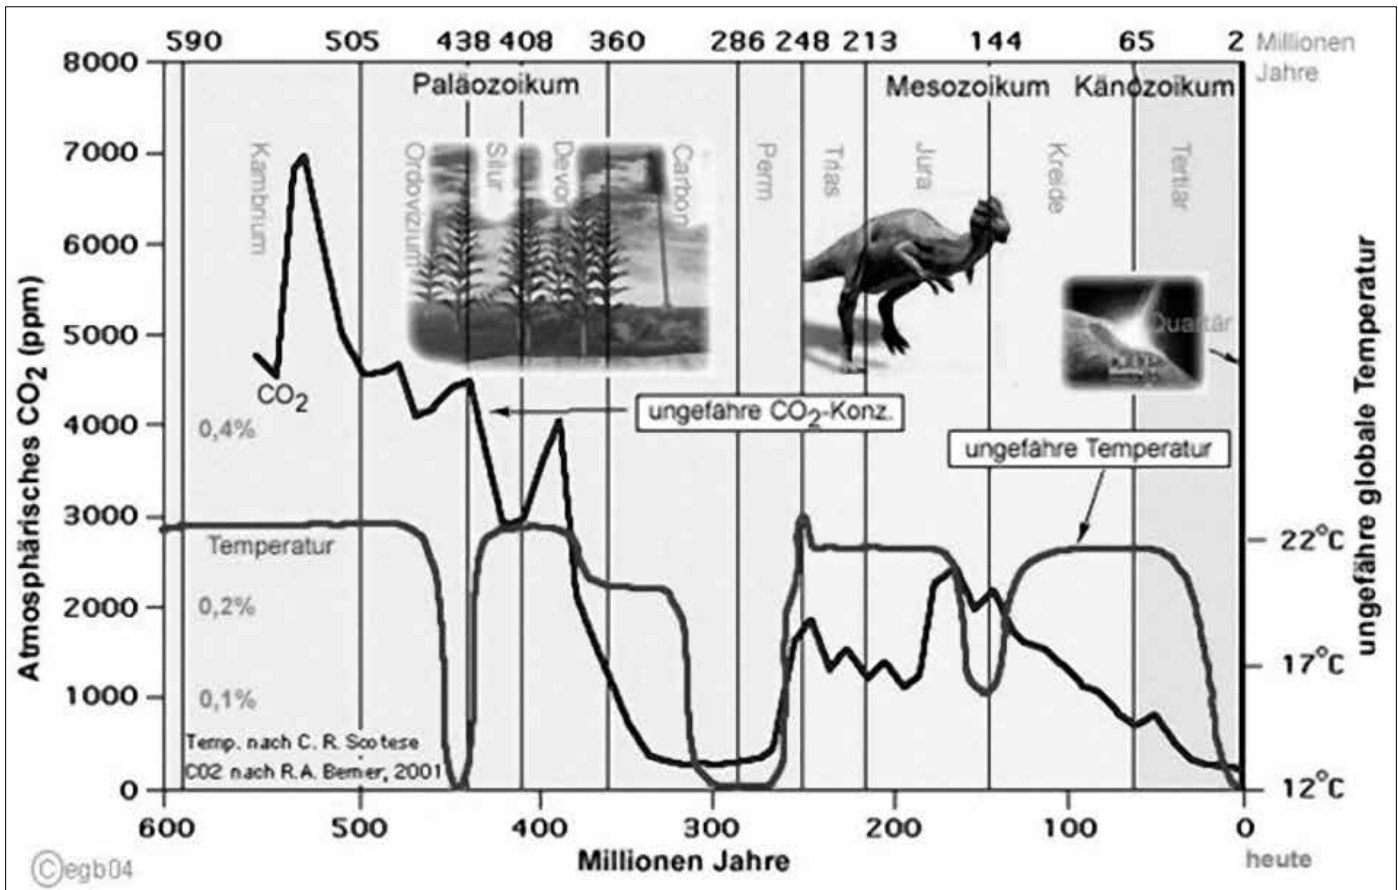 590 505 438 408 360 286 248 213 144 65 2 Millionen
Jahre
8000
7000
6000
5000
4000
3000
2000
1000
0
Atmosphärisches CO₂ (ppm)
Paläozoikum
Mesozoikum
Känozoikum
Kambrium
Ordovizium
Silur
Devon
Carbon
Perm
Trias
Jura
Kreide
Tertiär
Quartär
CO₂
0,4%
ungefähre CO₂-Konz.
ungefähre Temperatur
Temperatur
0,2%
0,1%
Temp. nach C. R. Scotese
CO2 nach R.A. Berner, 2001
22°C
17°C
12°C
ungefähre globale Temperatur
600 500 400 300 200 100 0
Millionen Jahre
heute
©egb04